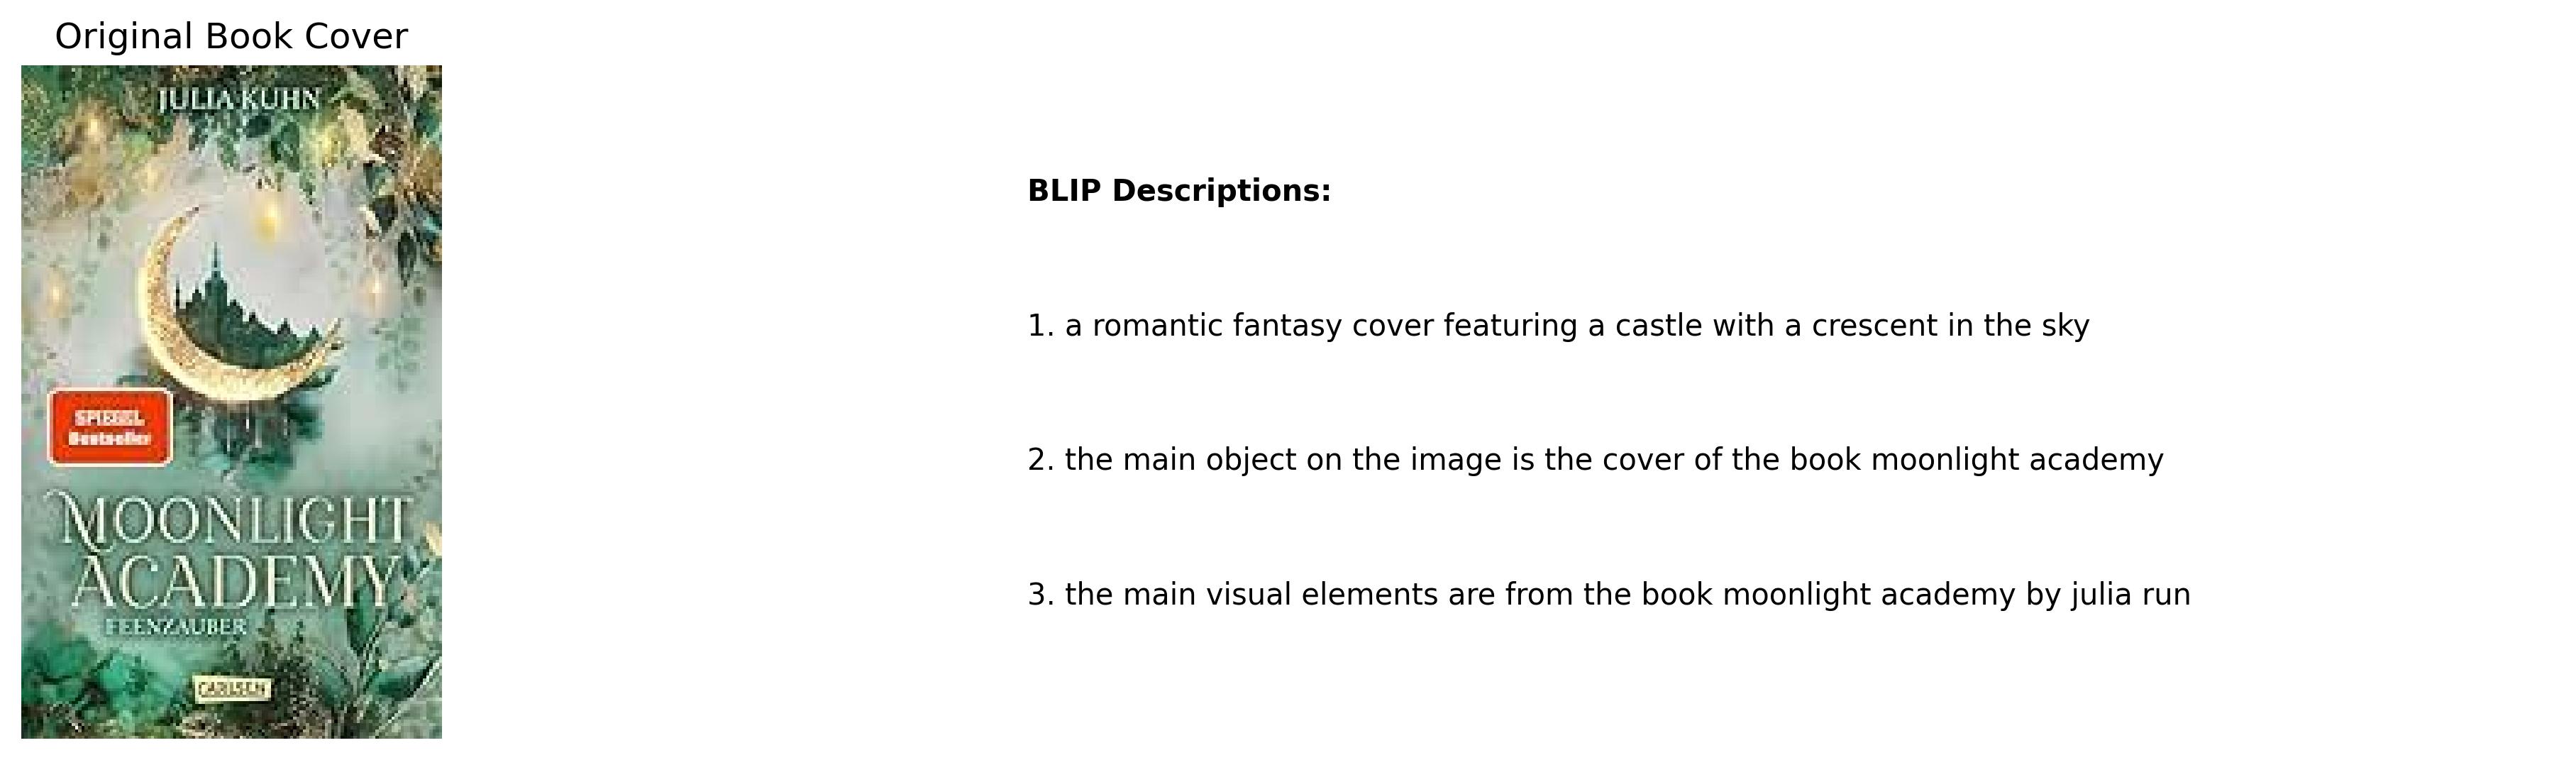 Original Book Cover
JULIA KUHN
SPIEGEL
Bestseller
MOONLIGHT
ACADEMY
FEENZAUBER
CARLSEN
BLIP Descriptions:
1. a romantic fantasy cover featuring a castle with a crescent in the sky
2. the main object on the image is the cover of the book moonlight academy
3. the main visual elements are from the book moonlight academy by julia run